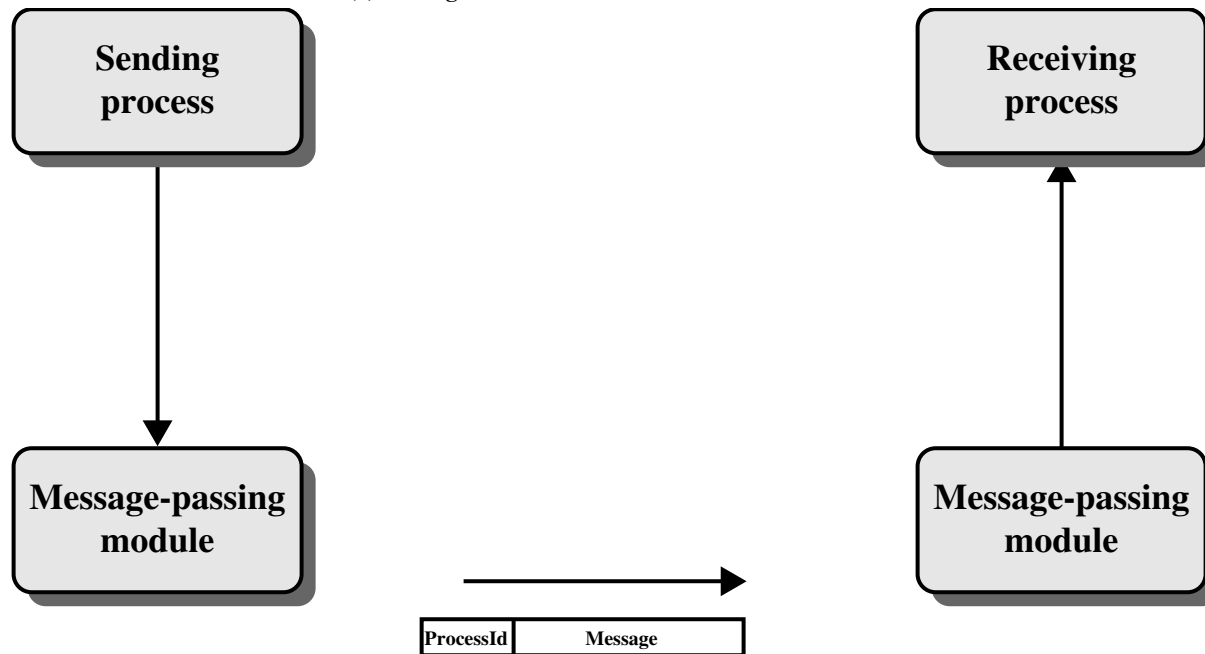 Sending
process
Receiving
process
Message-passing
module
Message-passing
module
ProcessId
Message